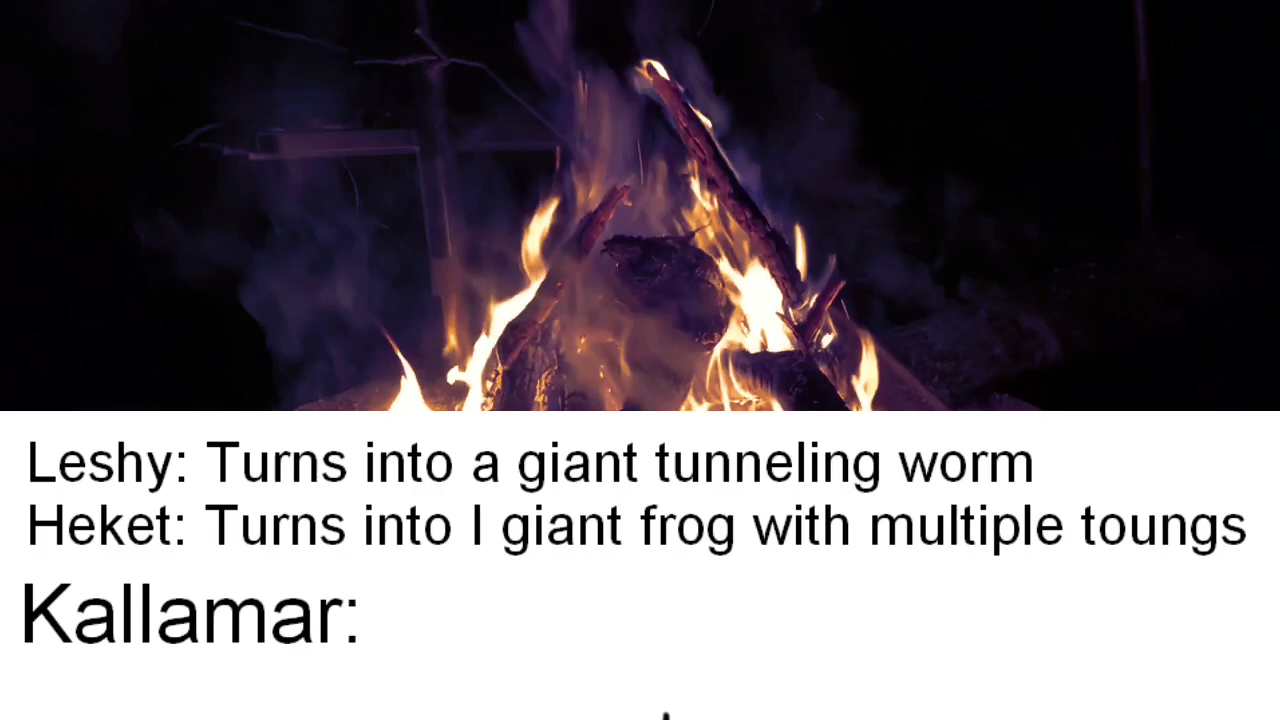 Leshy: Turns into a giant tunneling worm
Heket: Turns into I giant frog with multiple toungs
Kallamar: